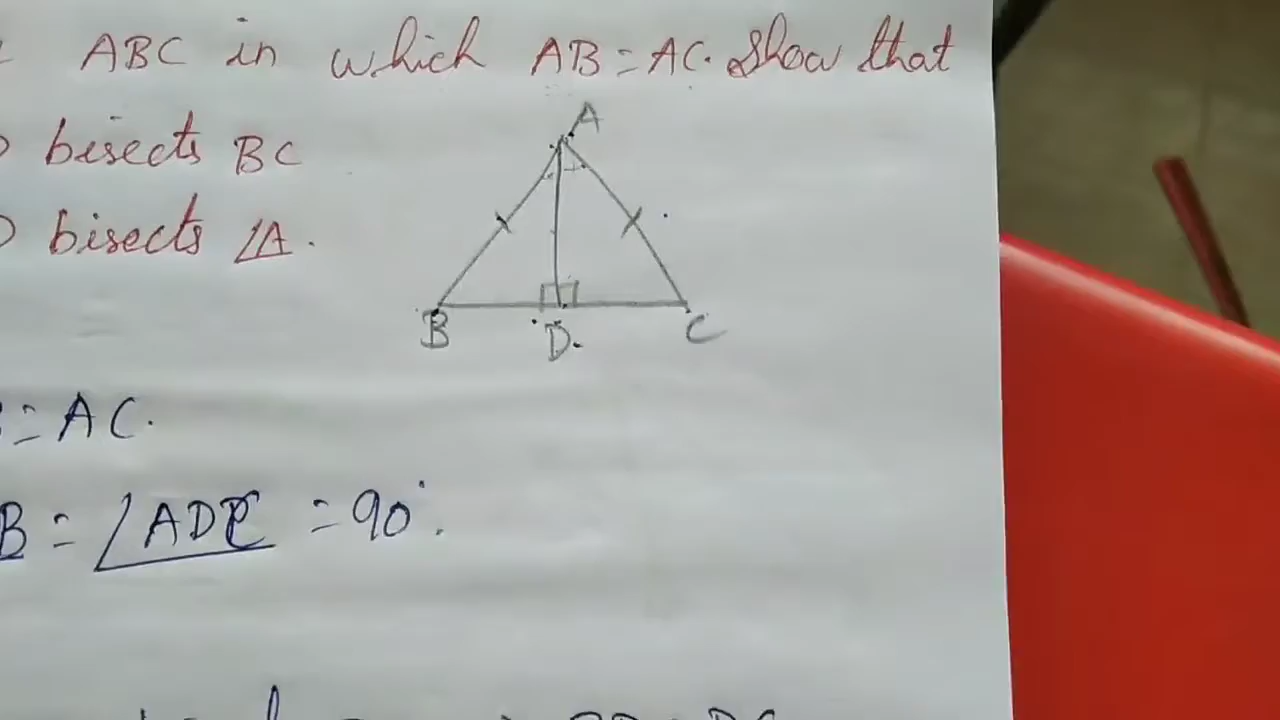 ABC in which AB = AC. Show that
bisects BC
bisects ∠A.
A
B
D.
C
= AC.
B = ∠ADC = 90°.